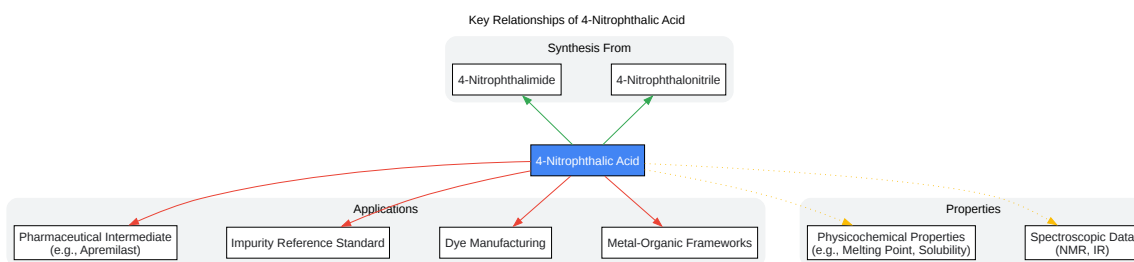 Key Relationships of 4-Nitrophthalic Acid
Synthesis From
4-Nitrophthalimide
4-Nitrophthalonitrile
4-Nitrophthalic Acid
Applications
Properties
Pharmaceutical Intermediate
(e.g., Apremilast)
Impurity Reference Standard
Dye Manufacturing
Metal-Organic Frameworks
Physicochemical Properties
(e.g., Melting Point, Solubility)
Spectroscopic Data
(NMR, IR)